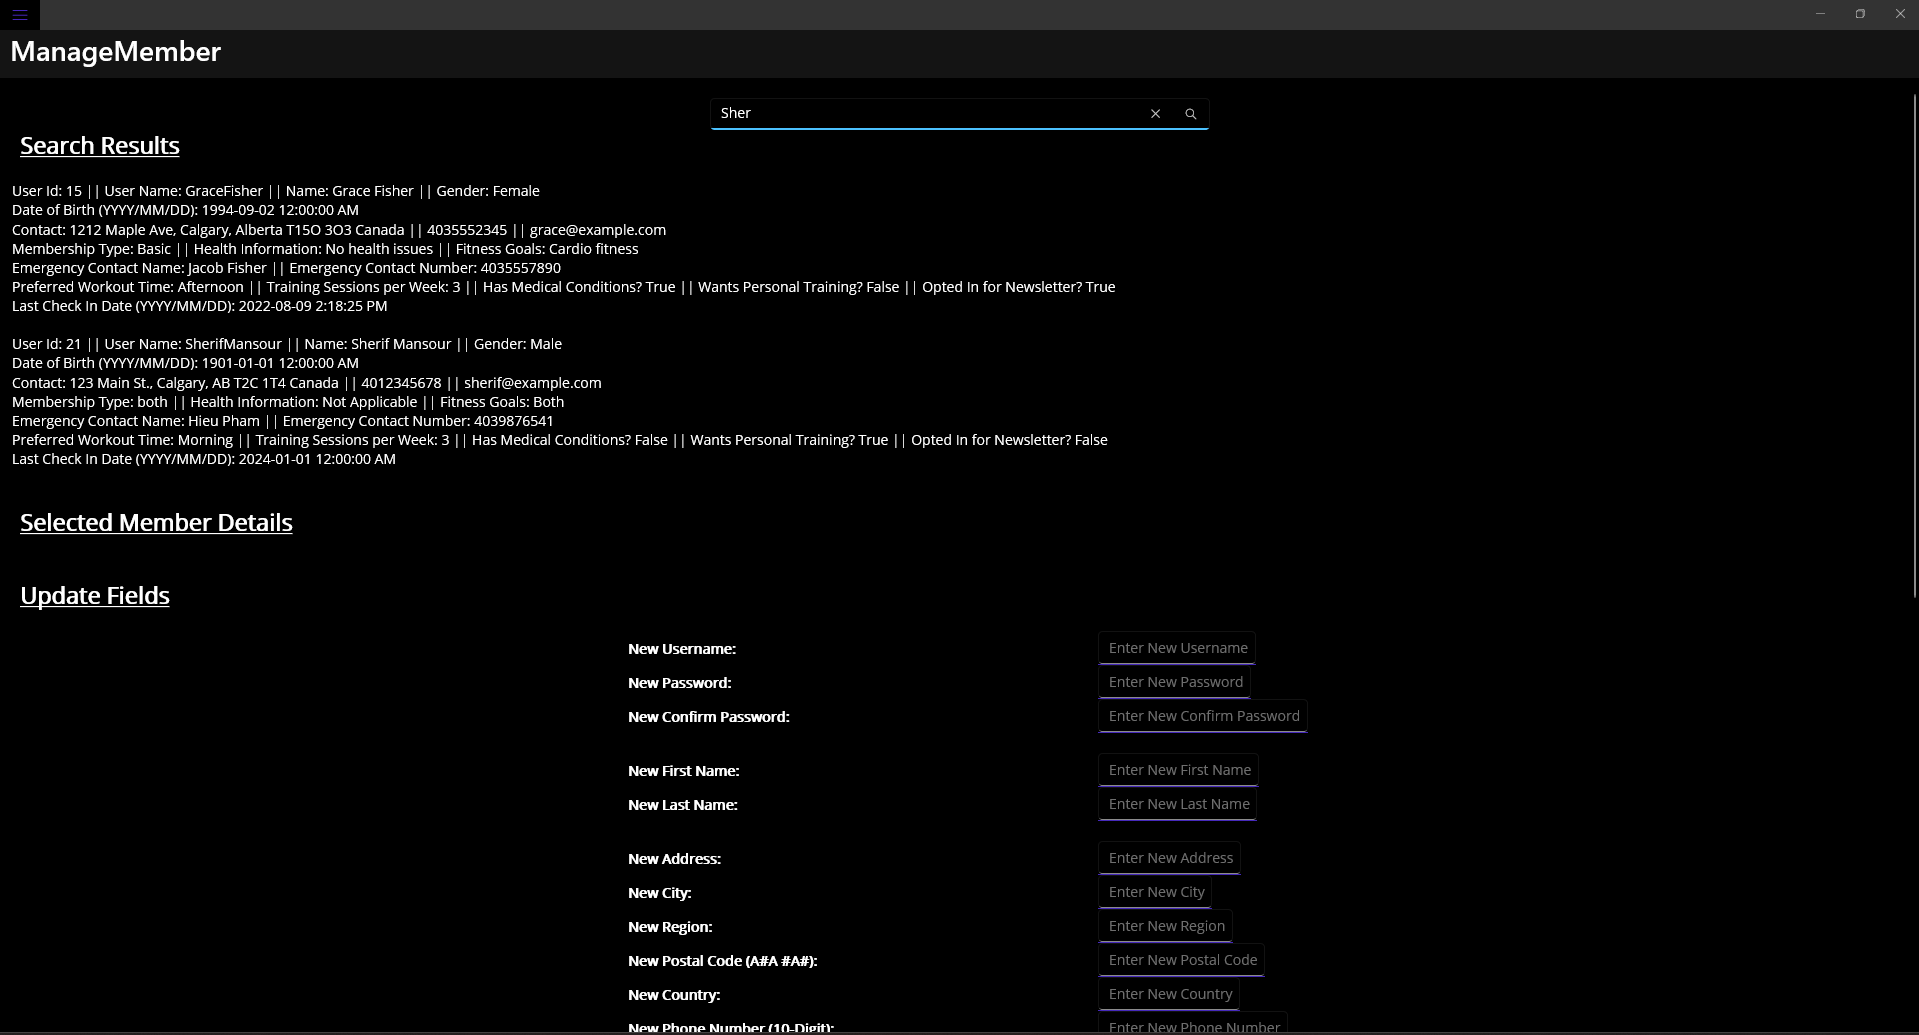 ManageMember
Sher
Search Results
User Id: 15 || User Name: GraceFisher || Name: Grace Fisher || Gender: Female
Date of Birth (YYYY/MM/DD): 1994-09-02 12:00:00 AM
Contact: 1212 Maple Ave, Calgary, Alberta T15O 3O3 Canada || 4035552345 || grace@example.com
Membership Type: Basic || Health Information: No health issues || Fitness Goals: Cardio fitness
Emergency Contact Name: Jacob Fisher || Emergency Contact Number: 4035557890
Preferred Workout Time: Afternoon || Training Sessions per Week: 3 || Has Medical Conditions? True || Wants Personal Training? False || Opted In for Newsletter? True
Last Check In Date (YYYY/MM/DD): 2022-08-09 2:18:25 PM
User Id: 21 || User Name: SherifMansour || Name: Sherif Mansour || Gender: Male
Date of Birth (YYYY/MM/DD): 1901-01-01 12:00:00 AM
Contact: 123 Main St., Calgary, AB T2C 1T4 Canada || 4012345678 || sherif@example.com
Membership Type: both || Health Information: Not Applicable || Fitness Goals: Both
Emergency Contact Name: Hieu Pham || Emergency Contact Number: 4039876541
Preferred Workout Time: Morning || Training Sessions per Week: 3 || Has Medical Conditions? False || Wants Personal Training? True || Opted In for Newsletter? False
Last Check In Date (YYYY/MM/DD): 2024-01-01 12:00:00 AM
Selected Member Details
Update Fields
New Username: Enter New Username
New Password: Enter New Password
New Confirm Password: Enter New Confirm Password
New First Name: Enter New First Name
New Last Name: Enter New Last Name
New Address: Enter New Address
New City: Enter New City
New Region: Enter New Region
New Postal Code (A#A #A#): Enter New Postal Code
New Country: Enter New Country
New Phone Number (10-Digit): Enter New Phone Number